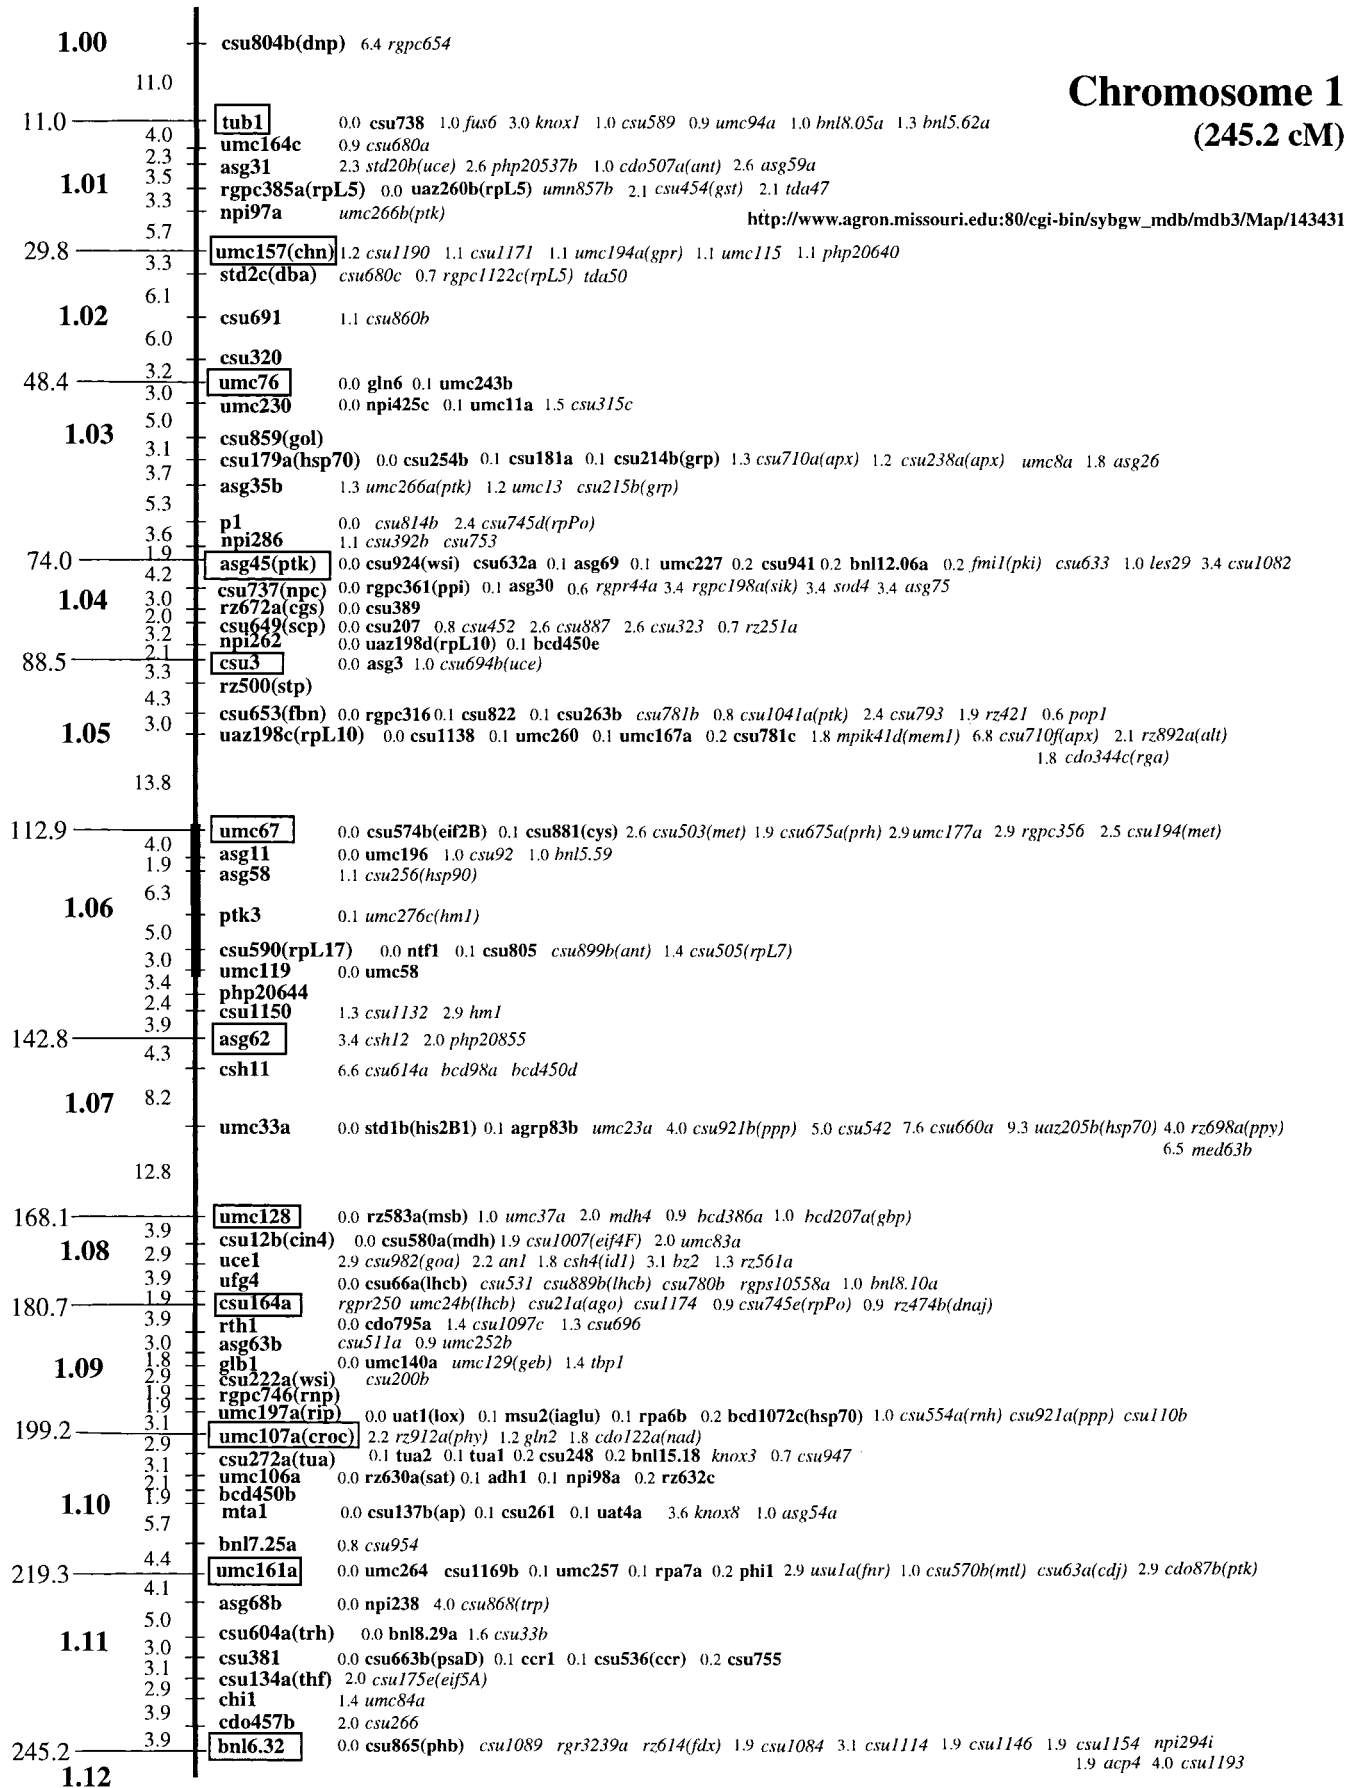 1.00 csu804b(dnp) 6.4 rgpc654
11.0
Chromosome 1
(245.2 cM)
11.0 tub1 0.0 csu738 1.0 fus6 3.0 knox1 1.0 csu589 0.9 umc94a 1.0 bnl8.05a 1.3 bnl5.62a
4.0
umc164c 0.9 csu680a
2.3
asg31 2.3 std20b(uce) 2.6 php20537b 1.0 cdo507a(ant) 2.6 asg59a
3.5
1.01 rgpc385a(rpL5) 0.0 uaz260b(rpL5) umn857b 2.1 csu454(gst) 2.1 tda47
3.3
npi97a umc266b(ptk)
http://www.agron.missouri.edu:80/cgi-bin/sybgw_mdb/mdb3/Map/143431
5.7
29.8 umc157(chn) 1.2 csu1190 1.1 csu1171 1.1 umc194a(gpr) 1.1 umc115 1.1 php20640
3.3
std2c(dba) csu680c 0.7 rgpc1122c(rpL5) tda50
6.1
1.02 csu691 1.1 csu860b
6.0
csu320
3.2
48.4 umc76 0.0 gln6 0.1 umc243b
3.0
umc230 0.0 npi425c 0.1 umc11a 1.5 csu315c
5.0
1.03 csu859(gol)
3.1
csu179a(hsp70) 0.0 csu254b 0.1 csu181a 0.1 csu214b(grp) 1.3 csu710a(apx) 1.2 csu238a(apx) umc8a 1.8 asg26
3.7
asg35b 1.3 umc266a(ptk) 1.2 umc13 csu215b(grp)
5.3
p1 0.0 csu814b 2.4 csu745d(rpPo)
3.6
npi286 1.1 csu392b csu753
1.9
74.0 asg45(ptk) 0.0 csu924(wsi) csu632a 0.1 asg69 0.1 umc227 0.2 csu941 0.2 bnl12.06a 0.2 fmi1(pki) csu633 1.0 les29 3.4 csu1082
4.2
csu737(npc) 0.0 rgpc361(ppi) 0.1 asg30 0.6 rgpr44a 3.4 rgpc198a(sik) 3.4 sod4 3.4 asg75
1.04 3.0
rz672a(cgs) 0.0 csu389
2.0
csu649(scp) 0.0 csu207 0.8 csu452 2.6 csu887 2.6 csu323 0.7 rz251a
3.2
npi262 0.0 uaz198d(rpL10) 0.1 bcd450e
2.1
88.5 csu3 0.0 asg3 1.0 csu694b(uce)
3.3
rz500(stp)
4.3
csu653(fbn) 0.0 rgpc316 0.1 csu822 0.1 csu263b csu781b 0.8 csu1041a(ptk) 2.4 csu793 1.9 rz421 0.6 pop1
3.0
1.05 uaz198c(rpL10) 0.0 csu1138 0.1 umc260 0.1 umc167a 0.2 csu781c 1.8 mpik41d(mem1) 6.8 csu710f(apx) 2.1 rz892a(alt)
1.8 cdo344c(rga)
13.8
112.9 umc67 0.0 csu574b(eif2B) 0.1 csu881(cys) 2.6 csu503(met) 1.9 csu675a(prh) 2.9 umc177a 2.9 rgpc356 2.5 csu194(met)
4.0
asg11 0.0 umc196 1.0 csu92 1.0 bnl5.59
1.9
asg58 1.1 csu256(hsp90)
6.3
1.06 ptk3 0.1 umc276c(hm1)
5.0
csu590(rpL17) 0.0 ntf1 0.1 csu805 csu899b(ant) 1.4 csu505(rpL7)
3.0
umc119 0.0 umc58
3.4
php20644
2.4
csu1150 1.3 csu1132 2.9 hm1
3.9
142.8 asg62 3.4 csh12 2.0 php20855
4.3
csh11 6.6 csu614a bcd98a bcd450d
1.07 8.2
umc33a 0.0 std1b(his2B1) 0.1 agrp83b umc23a 4.0 csu921b(ppp) 5.0 csu542 7.6 csu660a 9.3 uaz205b(hsp70) 4.0 rz698a(ppy)
6.5 med63b
12.8
168.1 umc128 0.0 rz583a(msb) 1.0 umc37a 2.0 mdh4 0.9 bcd386a 1.0 bcd207a(gbp)
3.9
1.08 csu12b(cin4) 0.0 csu580a(mdh) 1.9 csu1007(eif4F) 2.0 umc83a
2.9
uce1 2.9 csu982(goa) 2.2 an1 1.8 csh4(id1) 3.1 bz2 1.3 rz561a
3.9
ufg4 0.0 csu66a(lhcb) csu531 csu889b(lhcb) csu780b rgps10558a 1.0 bnl8.10a
1.9
180.7 csu164a rgpr250 umc24b(lhcb) csu21a(ago) csu1174 0.9 csu745e(rpPo) 0.9 rz474b(dnaj)
3.9
rth1 0.0 cdo795a 1.4 csu1097c 1.3 csu696
3.0
asg63b csu511a 0.9 umc252b
1.8
1.09 glb1 0.0 umc140a umc129(geb) 1.4 tbp1
2.9
csu222a(wsi) csu200b
1.9
rgpc746(rnp)
1.9
umc197a(rip) 0.0 uat1(lox) 0.1 msu2(iaglu) 0.1 rpa6b 0.2 bcd1072c(hsp70) 1.0 csu554a(rnh) csu921a(ppp) csu110b
3.1
199.2 umc107a(croc) 2.2 rz912a(phy) 1.2 gln2 1.8 cdo122a(nad)
2.9
csu272a(tua) 0.1 tua2 0.1 tua1 0.2 csu248 0.2 bnl15.18 knox3 0.7 csu947
3.1
umc106a 0.0 rz630a(sat) 0.1 adh1 0.1 npi98a 0.2 rz632c
2.1
bcd450b
1.9
1.10 mta1 0.0 csu137b(ap) 0.1 csu261 0.1 uat4a 3.6 knox8 1.0 asg54a
5.7
bnl7.25a 0.8 csu954
4.4
219.3 umc161a 0.0 umc264 csu1169b 0.1 umc257 0.1 rpa7a 0.2 phi1 2.9 usu1a(fnr) 1.0 csu570b(mtl) csu63a(cdj) 2.9 cdo87b(ptk)
4.1
asg68b 0.0 npi238 4.0 csu868(trp)
5.0
1.11 csu604a(trh) 0.0 bnl8.29a 1.6 csu33b
3.0
csu381 0.0 csu663b(psaD) 0.1 ccr1 0.1 csu536(ccr) 0.2 csu755
3.1
csu134a(thf) 2.0 csu175e(eif5A)
2.9
chi1 1.4 umc84a
3.9
cdo457b 2.0 csu266
3.9
245.2 bnl6.32 0.0 csu865(phb) csu1089 rgr3239a rz614(fdx) 1.9 csu1084 3.1 csu1114 1.9 csu1146 1.9 csu1154 npi294i
1.9 acp4 4.0 csu1193
1.12